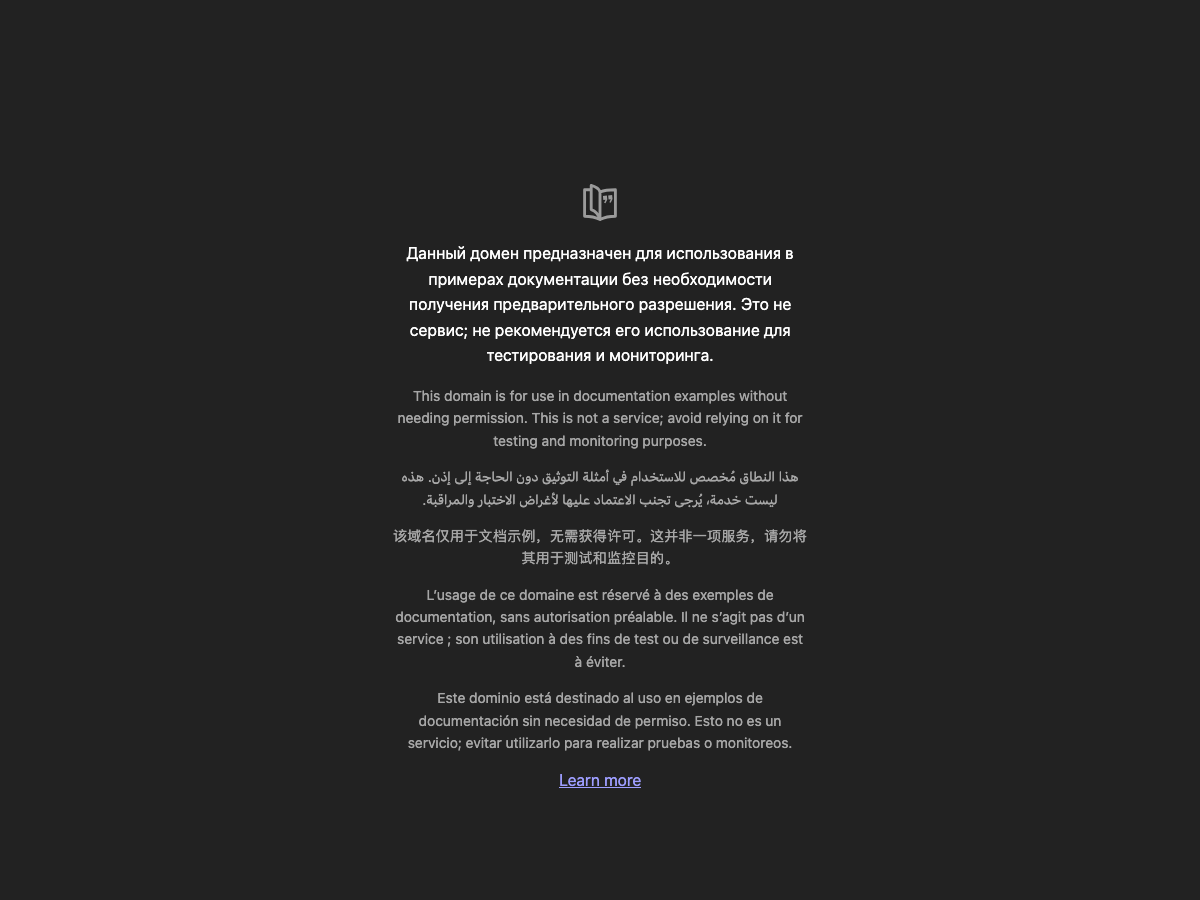 Данный домен предназначен для использования в
примерах документации без необходимости
получения предварительного разрешения. Это не
сервис; не рекомендуется его использование для
тестирования и мониторинга.
This domain is for use in documentation examples without
needing permission. This is not a service; avoid relying on it for
testing and monitoring purposes.
هذا النطاق مُخصص للاستخدام في أمثلة التوثيق دون الحاجة إلى إذن. هذه
ليست خدمة، يُرجى تجنب الاعتماد عليها لأغراض الاختبار والمراقبة.
该域名仅用于文档示例，无需获得许可。这并非一项服务，请勿将
其用于测试和监控目的。
L’usage de ce domaine est réservé à des exemples de
documentation, sans autorisation préalable. Il ne s’agit pas d’un
service ; son utilisation à des fins de test ou de surveillance est
à éviter.
Este dominio está destinado al uso en ejemplos de
documentación sin necesidad de permiso. Esto no es un
servicio; evitar utilizarlo para realizar pruebas o monitoreos.
Learn more